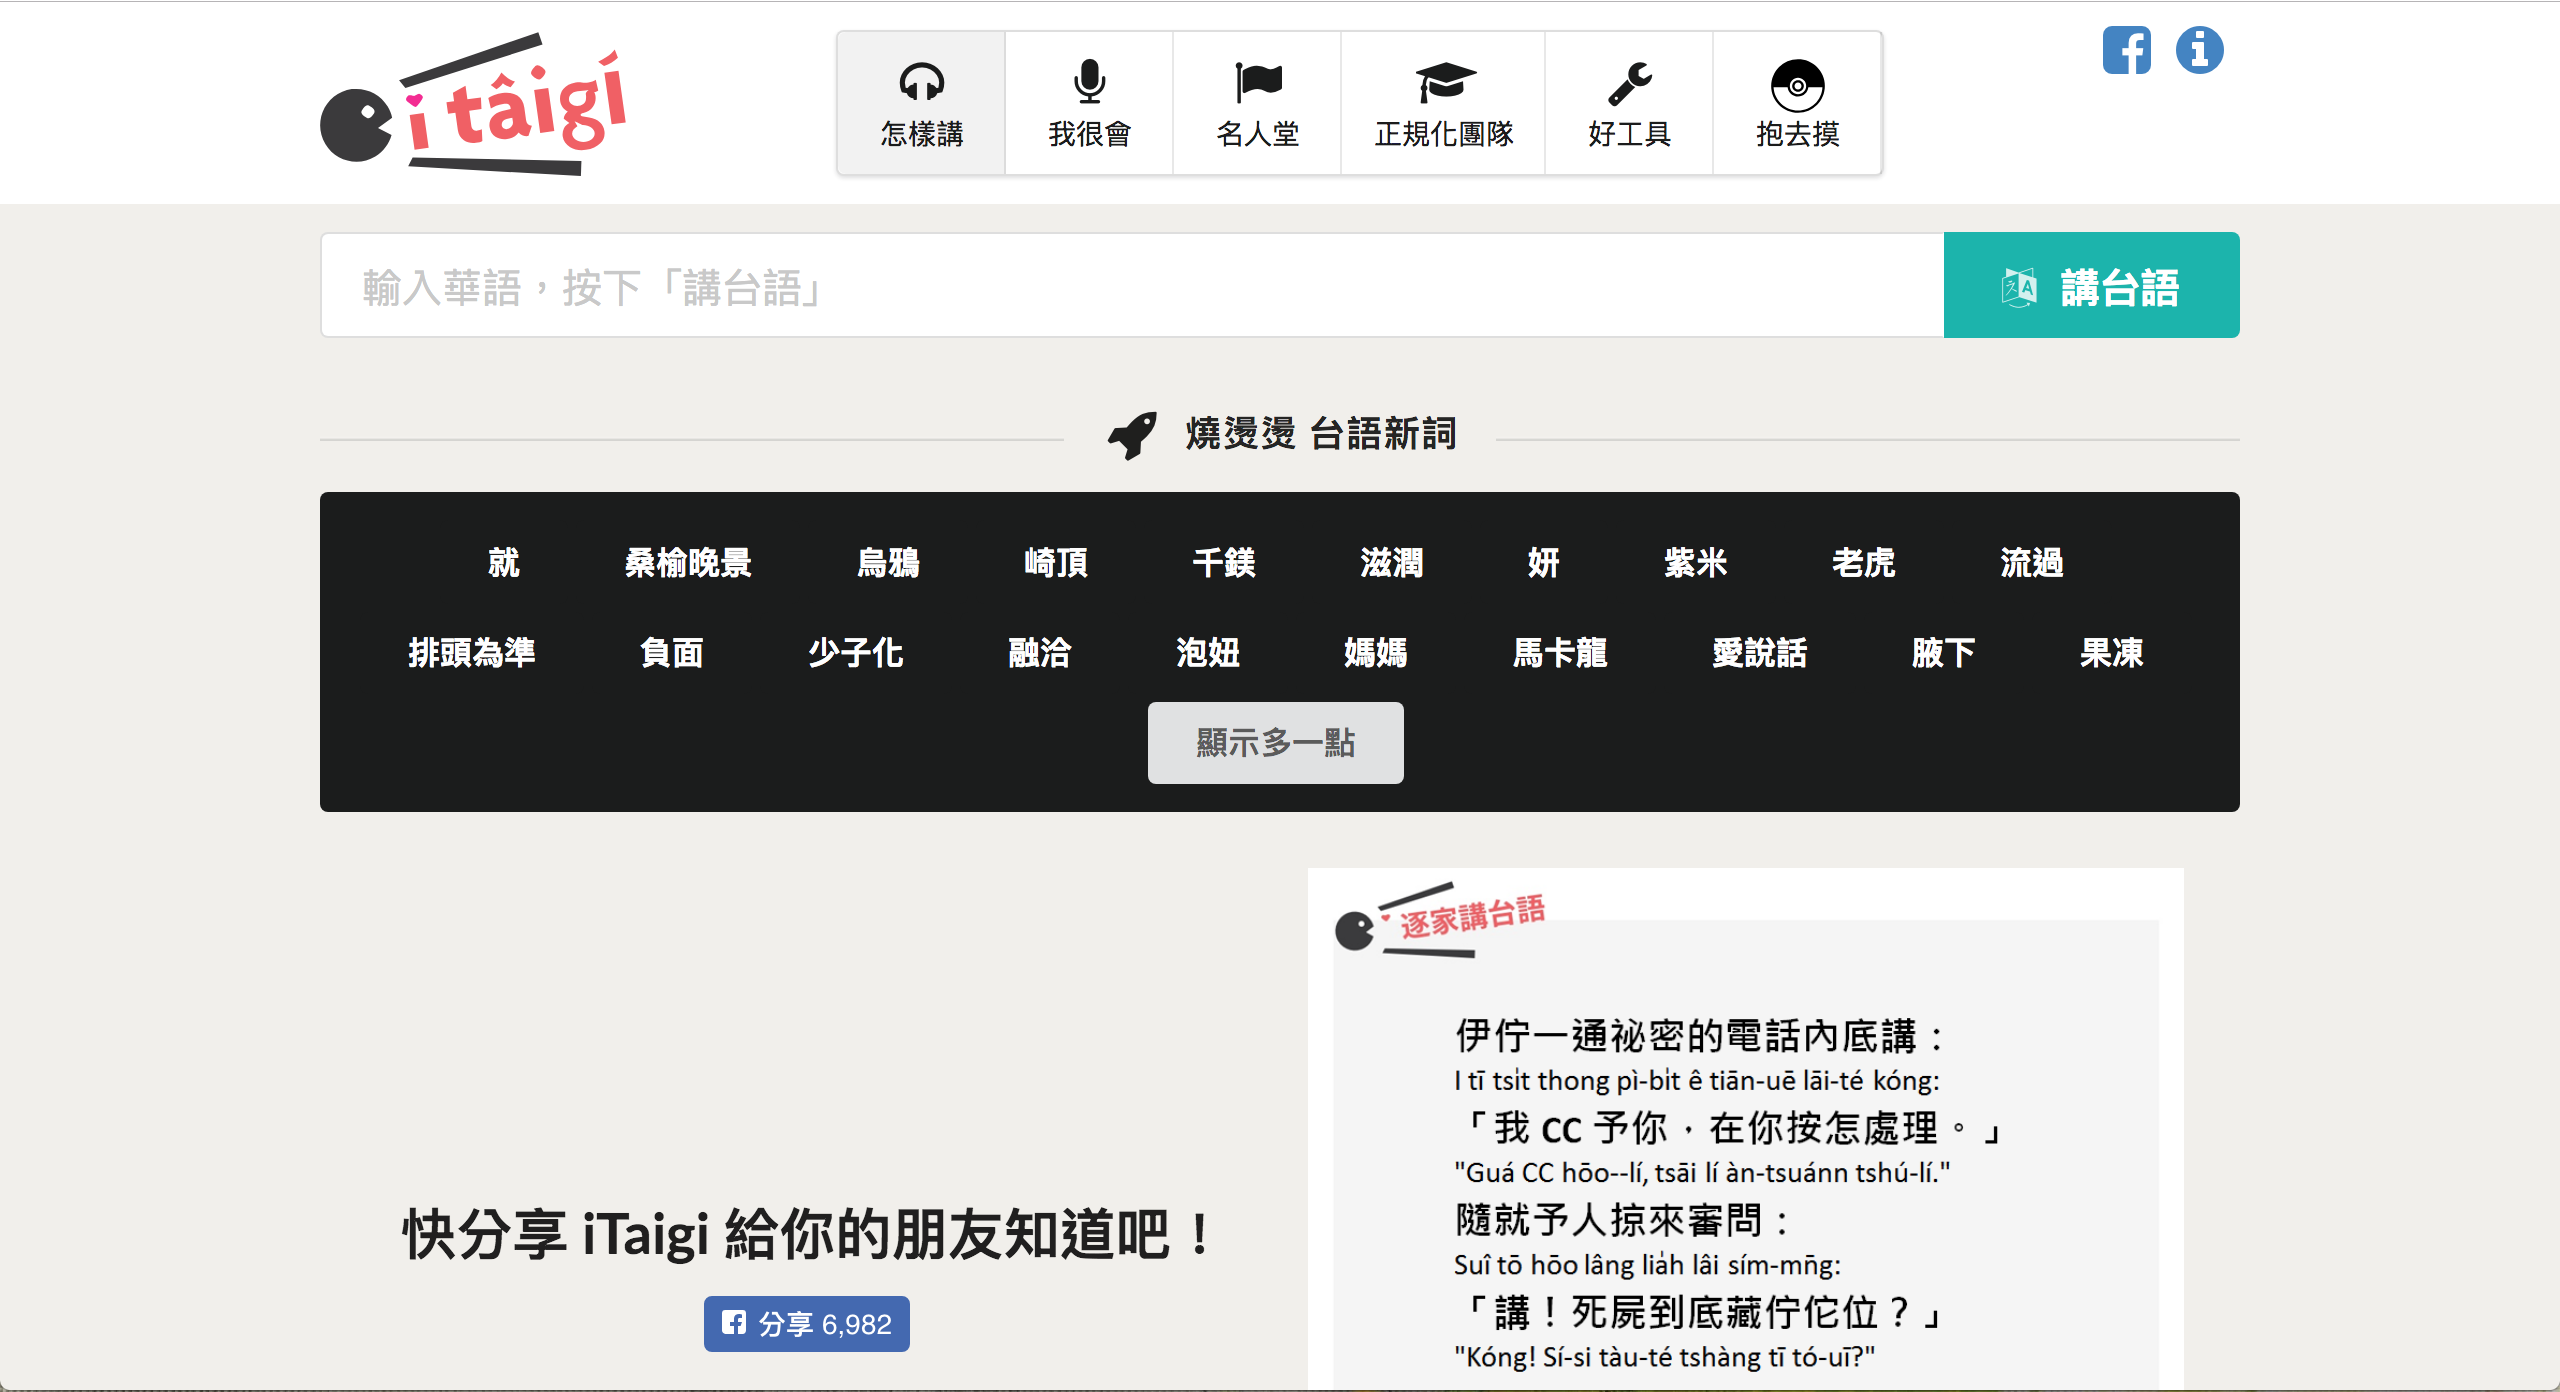 i tâigí
怎樣講 我很會 名人堂 正規化團隊 好工具 抱去摸
輸入華語，按下「講台語」
講台語
燒燙燙 台語新詞
就 桑榆晚景 烏鴉 崎頂 千鎂 滋潤 妍 紫米 老虎 流過
排頭為準 負面 少子化 融洽 泡妞 媽媽 馬卡龍 愛說話 腋下 果凍
顯示多一點
快分享 iTaigi 給你的朋友知道吧！
分享 6,982
逐家講台語
伊佇一通祕密的電話內底講：
I tī tsi̍t thong pì-bi̍t ê tiān-uē lāi-té kóng:
「我 CC 予你，在你按怎處理。」
"Guá CC hōo--lí, tsāi lí àn-tsuánn tshú-lí."
隨就予人掠來審問：
Suî tō hōo lâng lia̍h lâi sím-mn̄g:
「講！死屍到底藏佇佗位？」
"Kóng! Sí-si tàu-té tshàng tī tó-uī?"